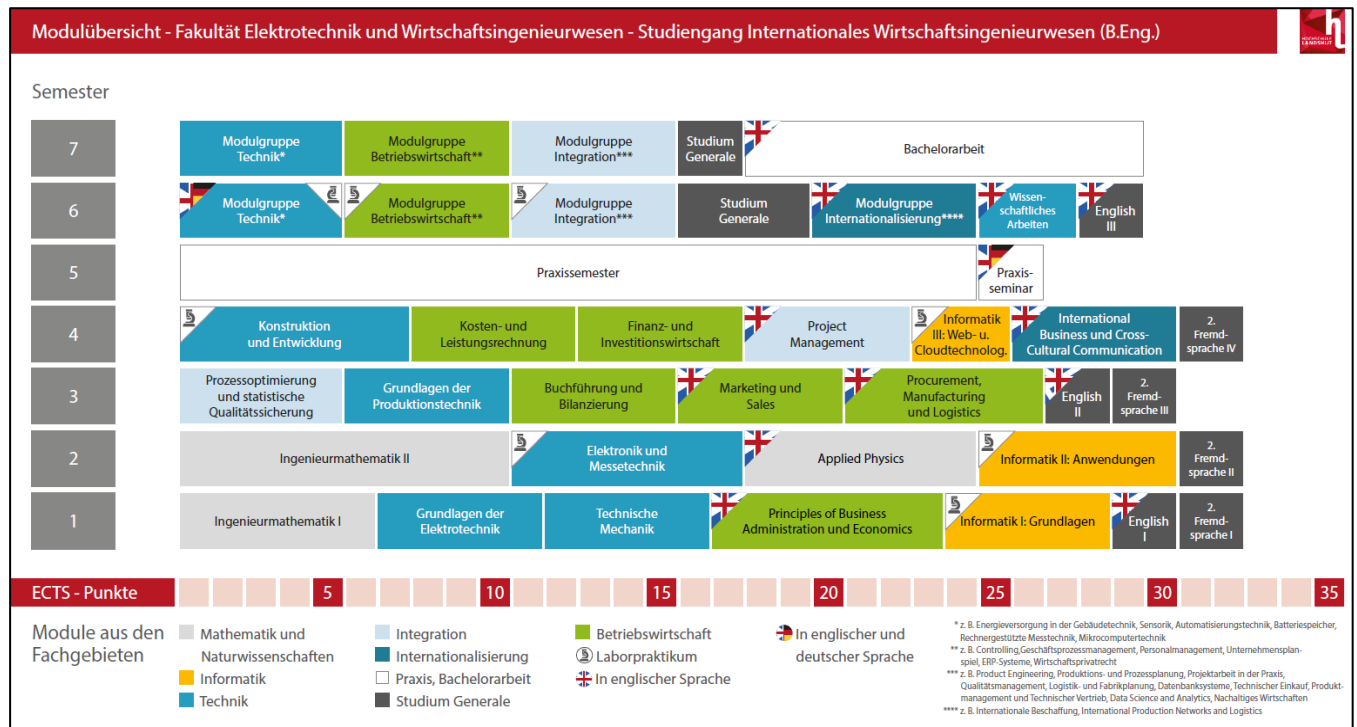 Modulübersicht - Fakultät Elektrotechnik und Wirtschaftsingenieurwesen - Studiengang Internationales Wirtschaftsingenieurwesen (B.Eng.)
HOCHSCHULE
LANDSHUT
Semester
7
Modulgruppe
Technik*
Modulgruppe
Betriebswirtschaft**
Modulgruppe
Integration***
Studium
Generale
Bachelorarbeit
6
Modulgruppe
Technik*
Modulgruppe
Betriebswirtschaft**
Modulgruppe
Integration***
Studium
Generale
Modulgruppe
Internationalisierung****
Wissen-
schaftliches
Arbeiten
English
III
5
Praxissemester
Praxis-
seminar
4
Konstruktion
und Entwicklung
Kosten- und
Leistungsrechnung
Finanz- und
Investitionswirtschaft
Project
Management
Informatik
III: Web- u.
Cloudtechnolog.
International
Business und Cross-
Cultural Communication
2.
Fremd-
sprache IV
3
Prozessoptimierung
und statistische
Qualitätssicherung
Grundlagen der
Produktionstechnik
Buchführung und
Bilanzierung
Marketing und
Sales
Procurement,
Manufacturing
und Logistics
English
II
2.
Fremd-
sprache III
2
Ingenieurmathematik II
Elektronik und
Messetechnik
Applied Physics
Informatik II: Anwendungen
2.
Fremd-
sprache II
1
Ingenieurmathematik I
Grundlagen der
Elektrotechnik
Technische
Mechanik
Principles of Business
Administration und Economics
Informatik I: Grundlagen
English
I
2.
Fremd-
sprache I
ECTS - Punkte
5
10
15
20
25
30
35
Module aus den
Fachgebieten
Mathematik und
Naturwissenschaften
Informatik
Technik
Integration
Internationalisierung
Praxis, Bachelorarbeit
Studium Generale
Betriebswirtschaft
Laborpraktikum
In englischer Sprache
In englischer und
deutscher Sprache
* z. B. Energieversorgung in der Gebäudetechnik, Sensorik, Automatisierungstechnik, Batteriespeicher,
Rechnergestützte Messtechnik, Mikrocomputertechnik
** z. B. Controlling,Geschäftsprozessmanagement, Personalmanagement, Unternehmensplan-
spiel, ERP-Systeme, Wirtschaftsprivatrecht
*** z. B. Product Engineering, Produktions- und Prozessplanung, Projektarbeit in der Praxis,
Qualitätsmanagement, Logistik- und Fabrikplanung, Datenbanksysteme, Technischer Einkauf, Produkt-
management und Technischer Vertrieb, Data Science and Analytics, Nachaltiges Wirtschaften
**** z. B. Internationale Beschaffung, International Production Networks and Logistics